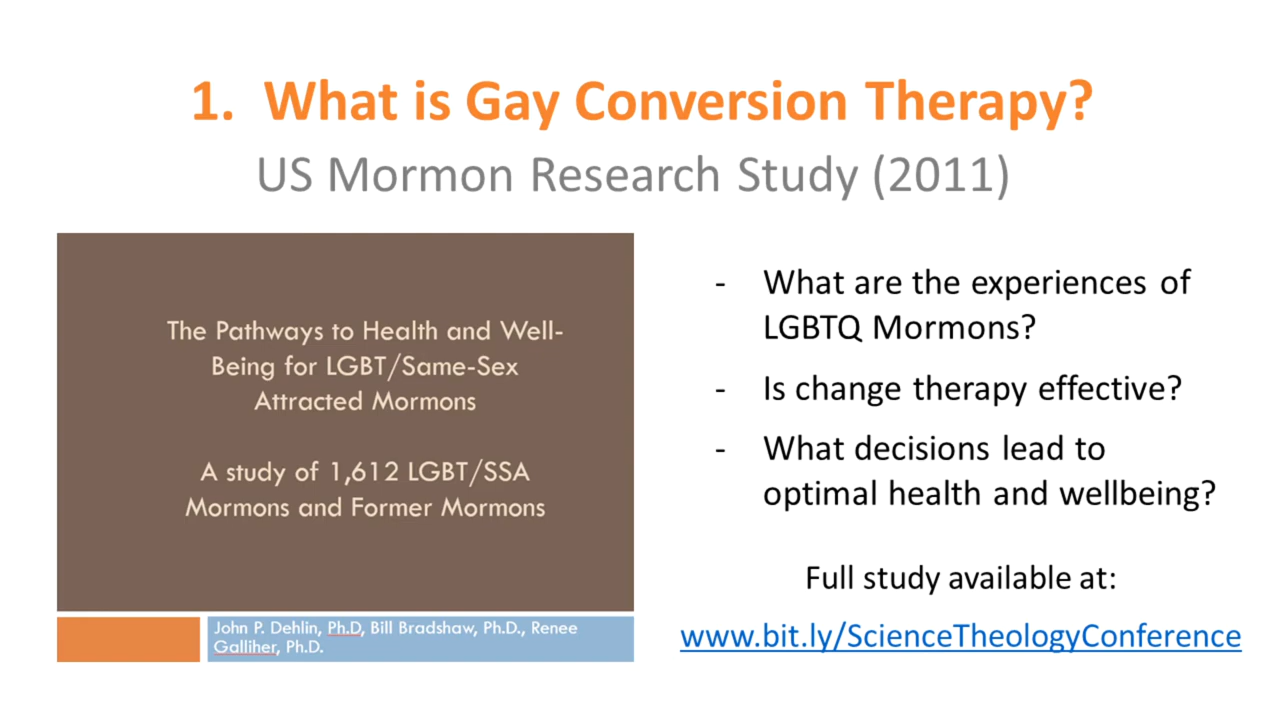 1. What is Gay Conversion Therapy?
US Mormon Research Study (2011)
The Pathways to Health and Well-
Being for LGBT/Same-Sex
Attracted Mormons
A study of 1,612 LGBT/SSA
Mormons and Former Mormons
John P. Dehlin, Ph.D, Bill Bradshaw, Ph.D., Renee
Galliher, Ph.D.
- What are the experiences of
LGBTQ Mormons?
- Is change therapy effective?
- What decisions lead to
optimal health and wellbeing?
Full study available at:
www.bit.ly/ScienceTheologyConference